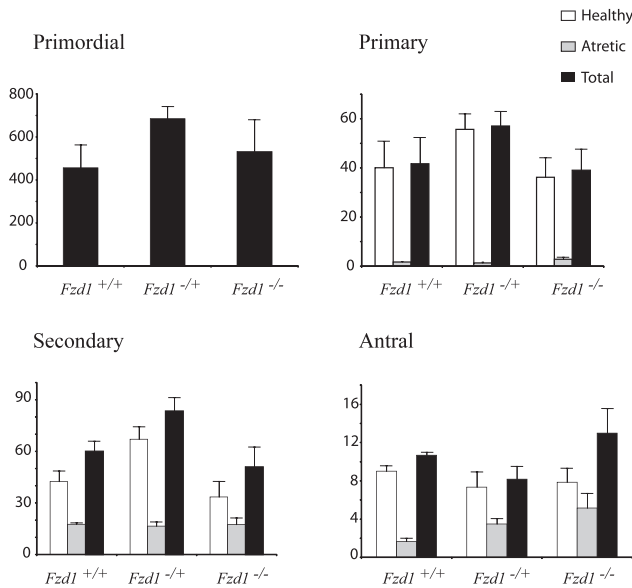 Healthy
Atretic
Total
Primordial
Primary
800
600
400
200
0
Fzd1 +/+ Fzd1 -/+ Fzd1 -/-
60
40
20
0
Fzd1 +/+ Fzd1 -/+ Fzd1 -/-
Secondary
Antral
90
60
30
0
Fzd1 +/+ Fzd1 -/+ Fzd1 -/-
16
12
8
4
0
Fzd1 +/+ Fzd1 -/+ Fzd1 -/-